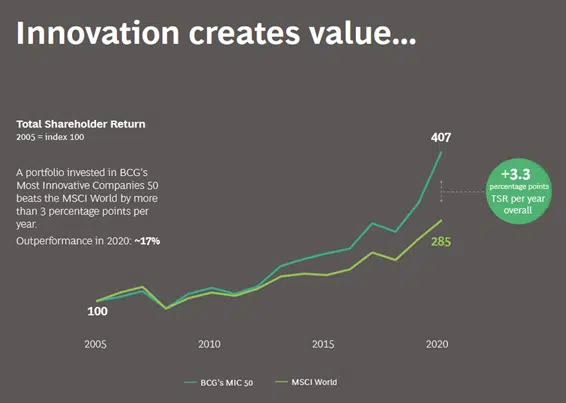 Innovation creates value...
Total Shareholder Return
2005 = index 100
A portfolio invested in BCG's
Most Innovative Companies 50
beats the MSCI World by more
than 3 percentage points per
year.
Outperformance in 2020: ~17%
407
+3.3
percentage points
TSR per year
overall
285
100
2005
2010
2015
2020
BCG's MIC 50
MSCI World